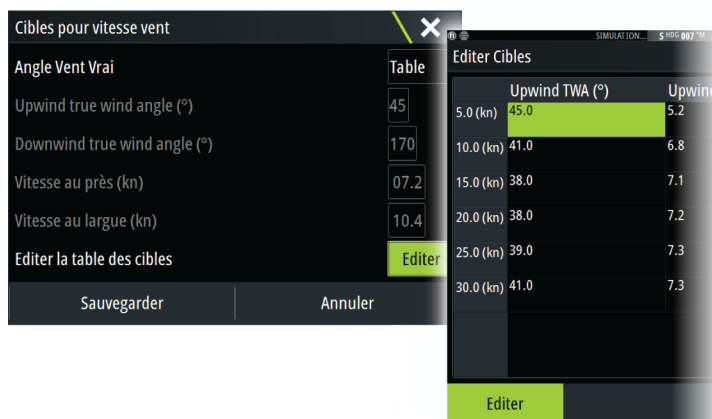 Cibles pour vitesse vent
Angle Vent Vrai Table
Upwind true wind angle (°) 45
Downwind true wind angle (°) 170
Vitesse au près (kn) 07.2
Vitesse au largue (kn) 10.4
Editer la table des cibles Editer
Sauvegarder Annuler
SIMULATION... S HDG 007 °M
Editer Cibles
Upwind TWA (°) Upwind
5.0 (kn) 45.0 5.2
10.0 (kn) 41.0 6.8
15.0 (kn) 38.0 7.1
20.0 (kn) 38.0 7.2
25.0 (kn) 39.0 7.3
30.0 (kn) 41.0 7.3
Editer